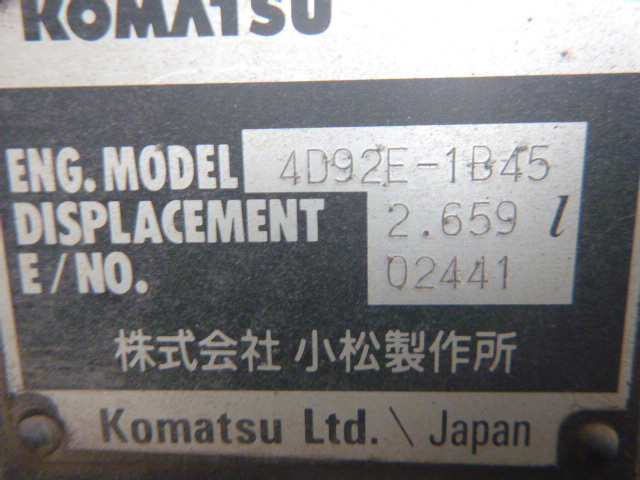 KOMATSU
ENG. MODEL 4D92E-1B45
DISPLACEMENT 2.659 l
E/NO. 02441
株式会社 小松製作所
Komatsu Ltd. \ Japan